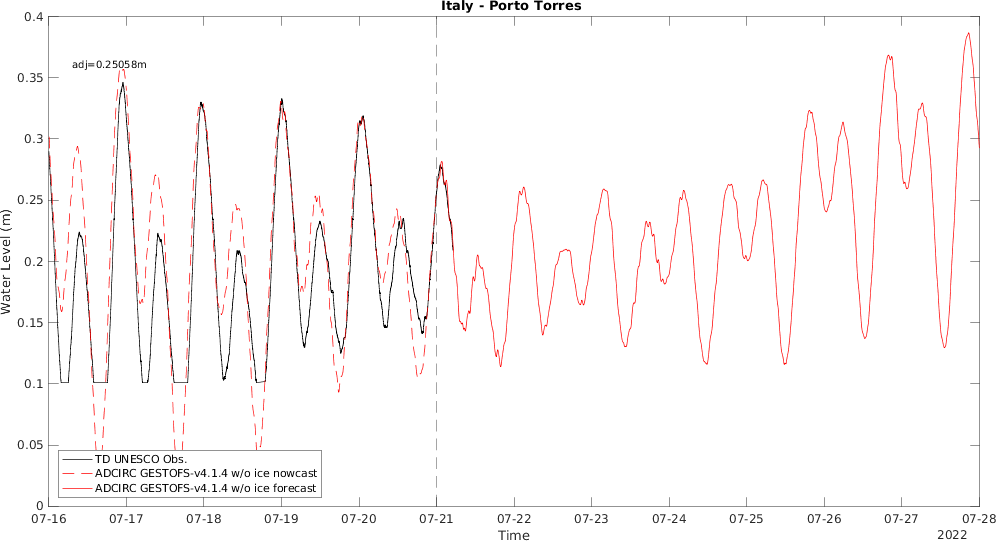 Italy - Porto Torres
adj=0.25058m
0.4
0.35
0.3
0.25
0.2
0.15
0.1
0.05
0
Water Level (m)
TD UNESCO Obs.
ADCIRC GESTOFS-v4.1.4 w/o ice nowcast
ADCIRC GESTOFS-v4.1.4 w/o ice forecast
07-16 07-17 07-18 07-19 07-20 07-21 07-22 07-23 07-24 07-25 07-26 07-27 07-28
Time
2022